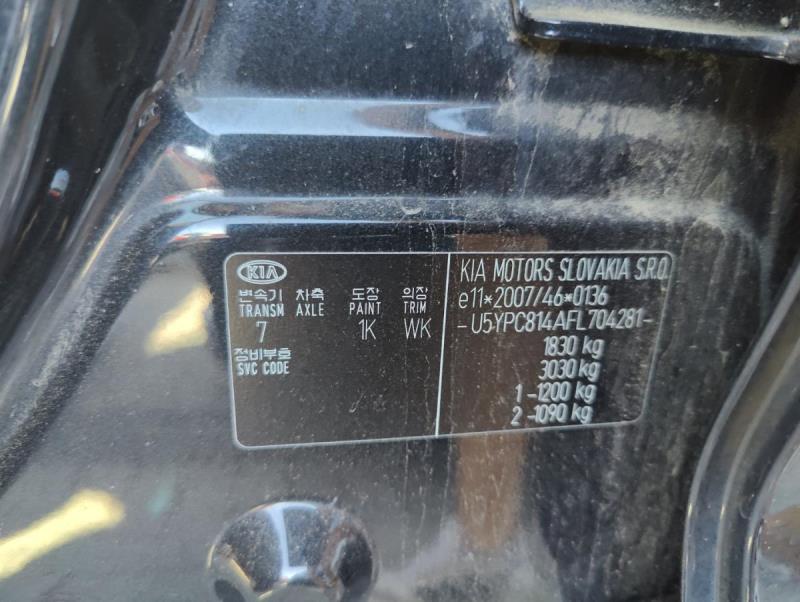 KIA
변속기 차축 도장 의장
TRANSM AXLE PAINT TRIM
7 1K WK
정비부호
SVC CODE
KIA MOTORS SLOVAKIA S.R.O.
e11*2007/46*0136
-U5YPC814AFL704281-
1830 kg
3030 kg
1-1200 kg
2-1090 kg